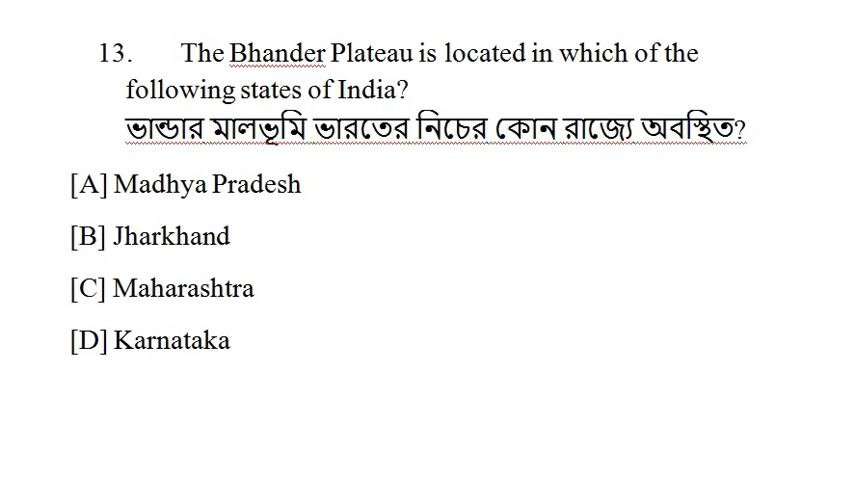 13. The Bhander Plateau is located in which of the
following states of India?
ভান্ডার মালভূমি ভারতের নিচের কোন রাজ্যে অবস্থিত?
[A] Madhya Pradesh
[B] Jharkhand
[C] Maharashtra
[D] Karnataka